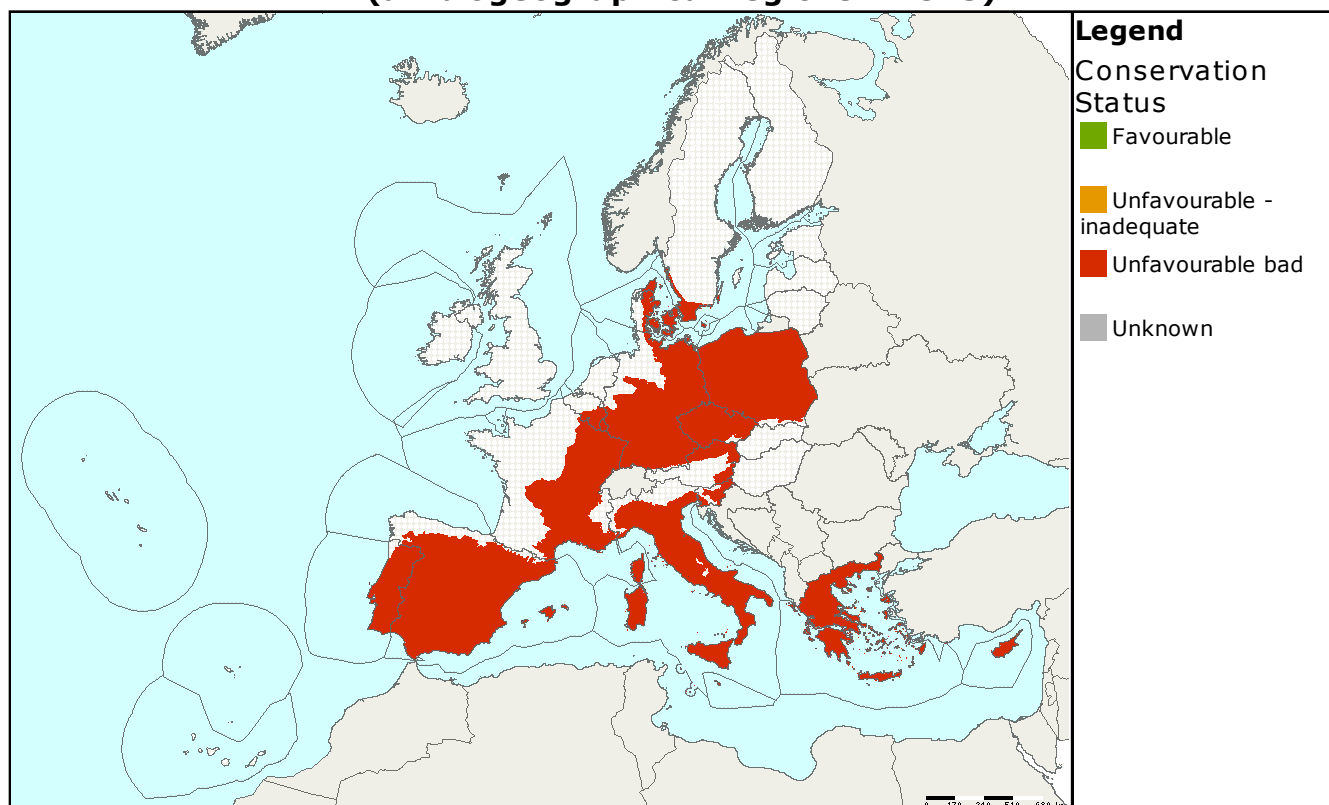 Legend
Conservation
Status
Favourable
Unfavourable -
inadequate
Unfavourable bad
Unknown